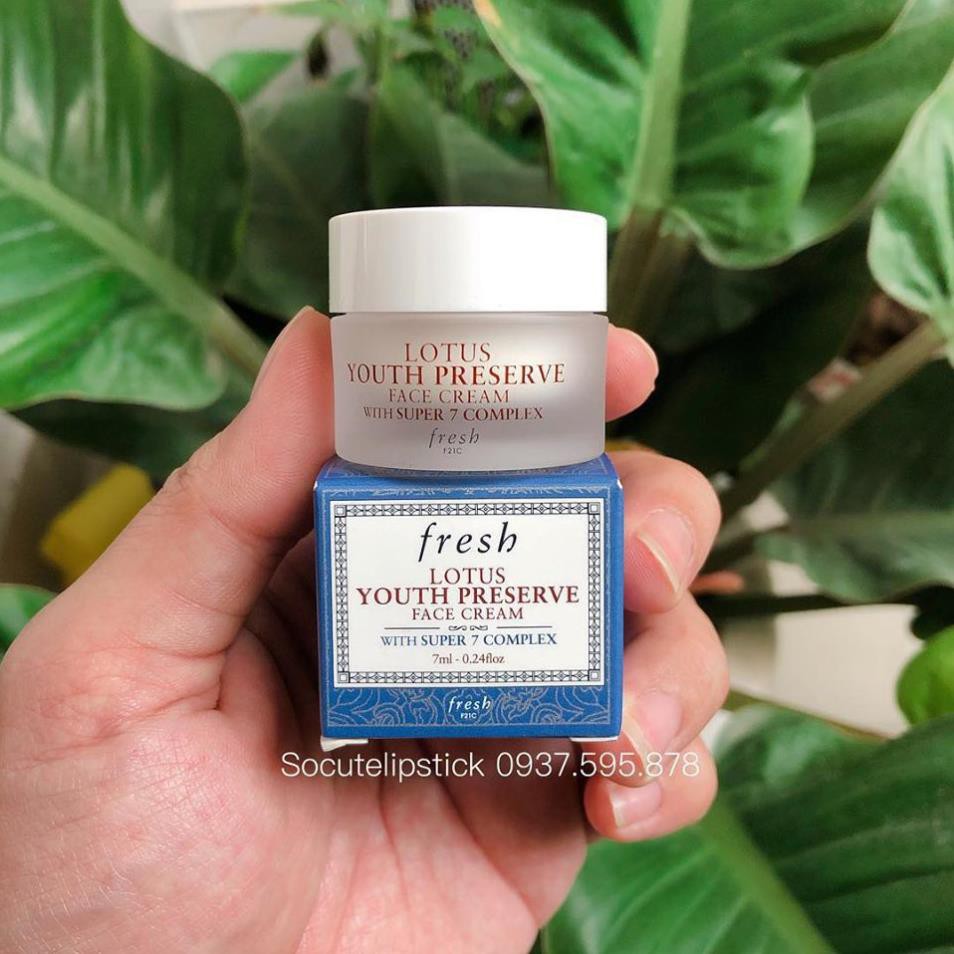 LOTUS
YOUTH PRESERVE
FACE CREAM
WITH SUPER 7 COMPLEX
fresh
F21C
fresh
LOTUS
YOUTH PRESERVE
FACE CREAM
WITH SUPER 7 COMPLEX
7ml - 0.24floz
fresh
F21C
Socutelipstick 0937.595.878